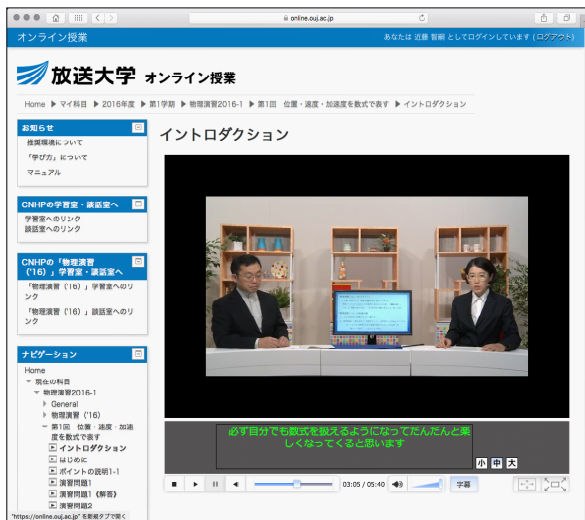 online.ouj.ac.jp
オンライン授業
あなたは 近藤 智嗣 としてログインしています (ログアウト)
放送大学 オンライン授業
Home ▶ マイ科目 ▶ 2016年度 ▶ 第1学期 ▶ 物理演習2016-1 ▶ 第1回 位置・速度・加速度を数式で表す ▶ イントロダクション
お知らせ
推奨環境について
「学び方」について
マニュアル
CNHPの学習室・談話室へ
学習室へのリンク
談話室へのリンク
CNHPの「物理演習
('16)」学習室・談話室へ
「物理演習('16)」学習室へのリ
ンク
「物理演習('16)」談話室へのリ
ンク
ナビゲーション
Home
現在の科目
物理演習2016-1
General
物理演習('16)
第1回 位置・速度・加速
度を数式で表す
イントロダクション
はじめに
ポイントの説明1-1
演習問題1
演習問題1《解答》
演習問題2
"https://online.ouj.ac.jp" を新規タブで開く
イントロダクション
必ず自分でも数式を扱えるようになってだんだんと楽
しくなってくると思います
小 中 大
03:05 / 05:40
字幕